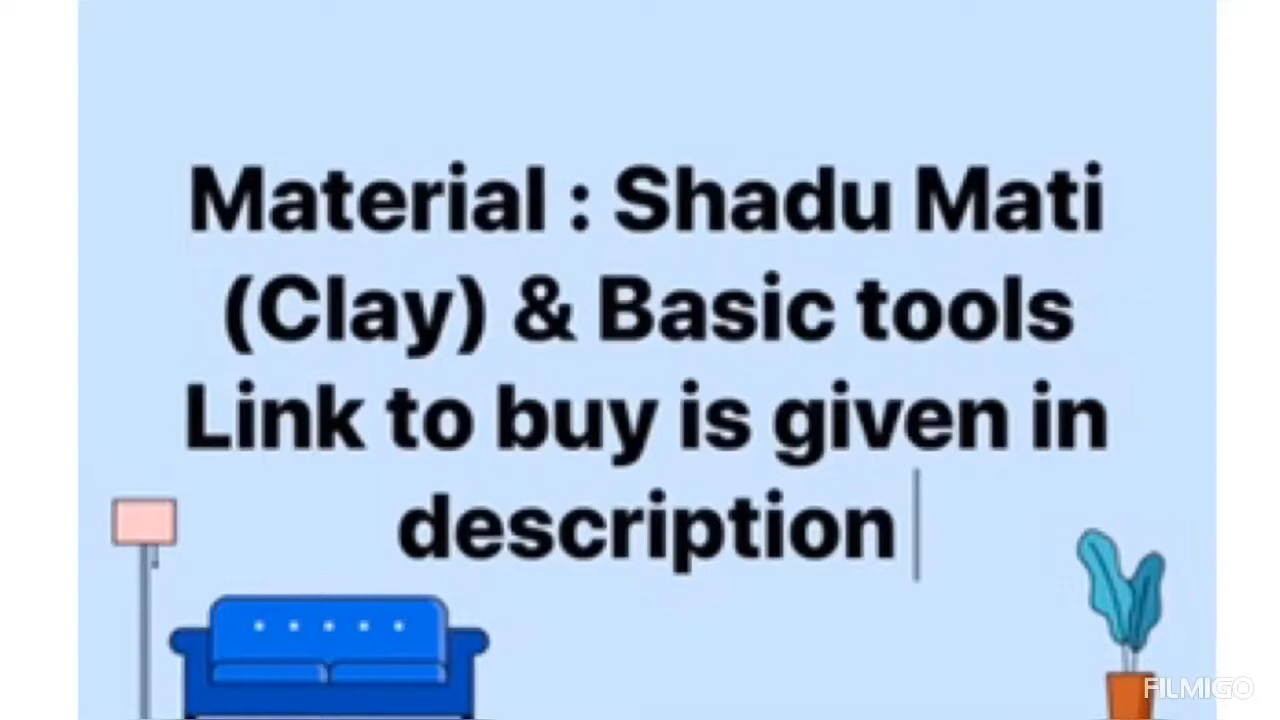 Material : Shadu Mati
(Clay) & Basic tools
Link to buy is given in
description
FILMIGO